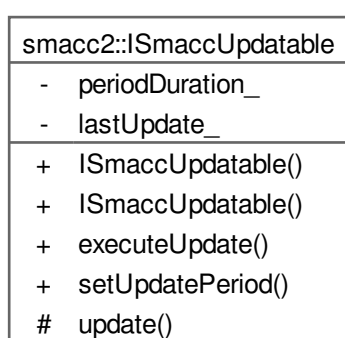 smacc2::ISmaccUpdatable
- periodDuration_
- lastUpdate_
+ ISmaccUpdatable()
+ ISmaccUpdatable()
+ executeUpdate()
+ setUpdatePeriod()
# update()